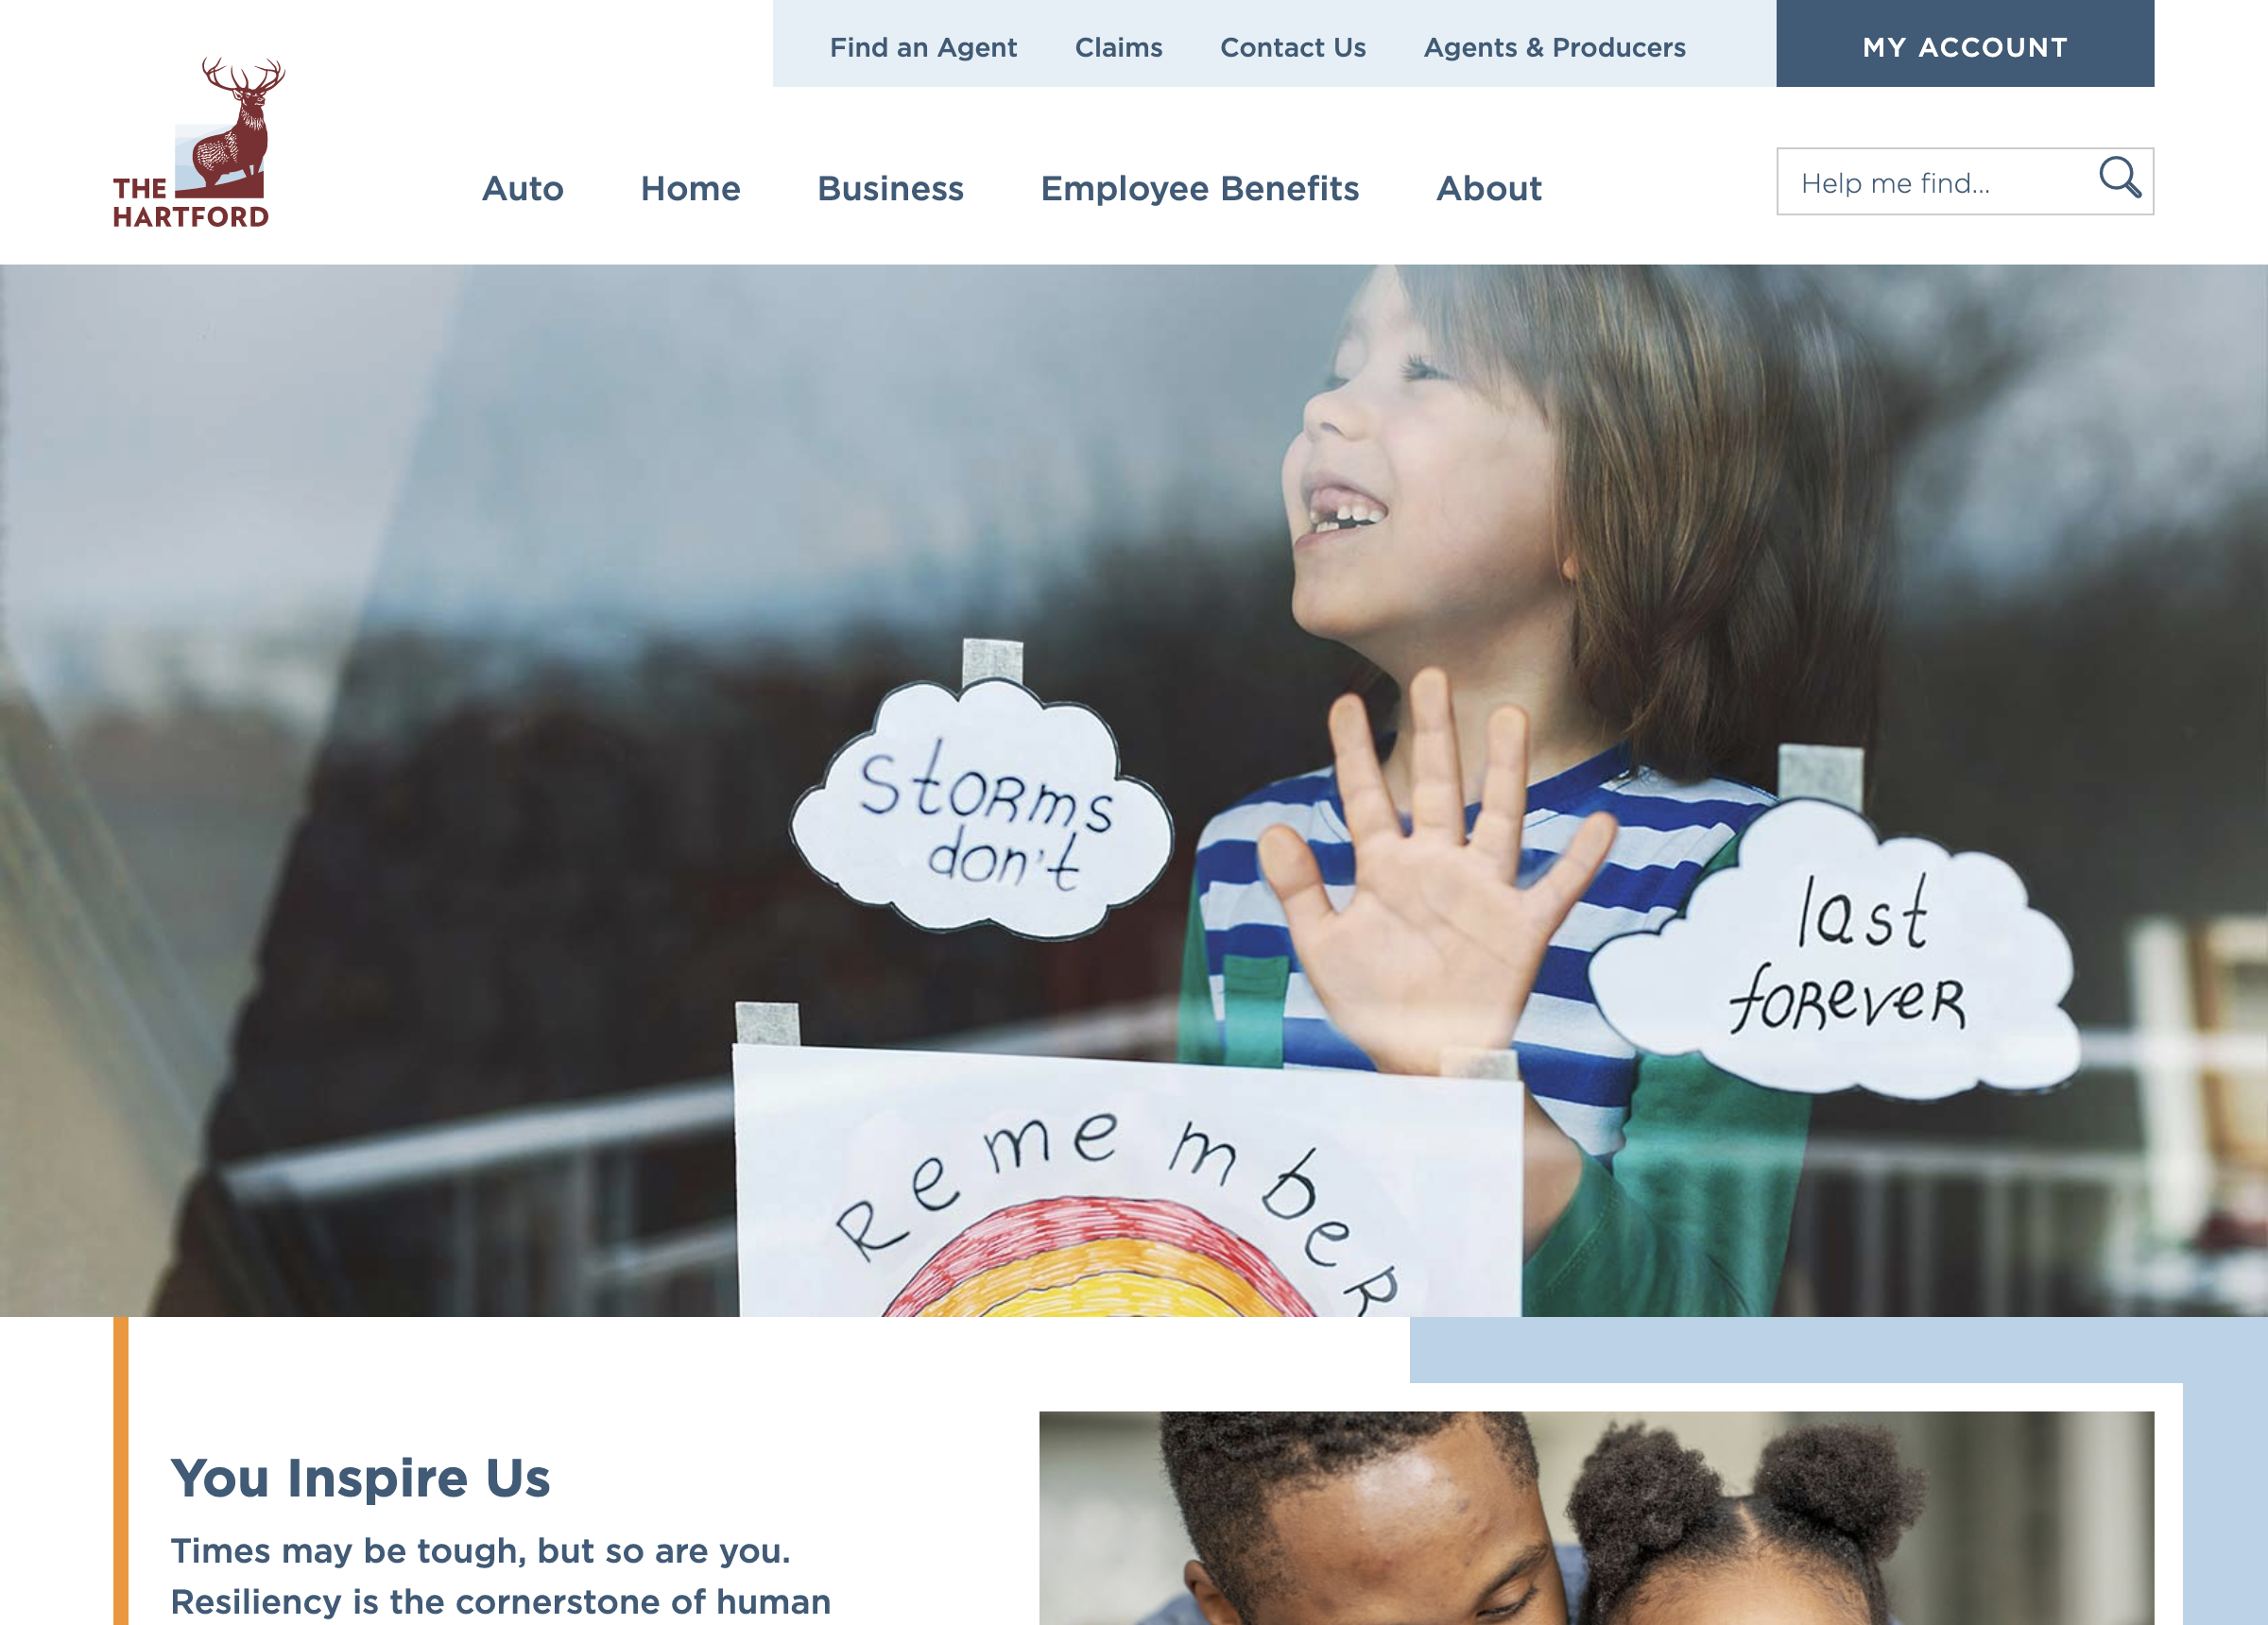 Find an Agent Claims Contact Us Agents & Producers MY ACCOUNT
THE
HARTFORD
Auto Home Business Employee Benefits About
Help me find...
storms
don't
last
forever
Remember
You Inspire Us
Times may be tough, but so are you.
Resiliency is the cornerstone of human